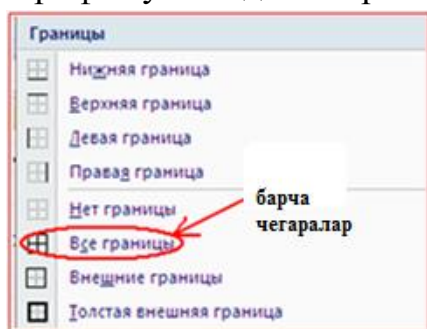 Границы
Нижняя граница
Верхняя граница
Левая граница
Правая граница
Нет границы
барча
чегаралар
Все границы
Внешние границы
Толстая внешняя граница